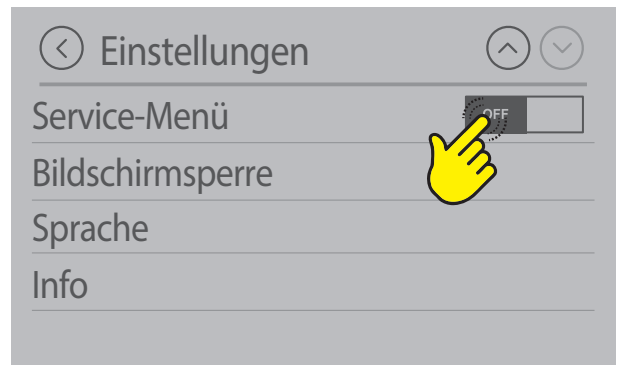 Einstellungen
Service-Menü OFF
Bildschirmsperre
Sprache
Info